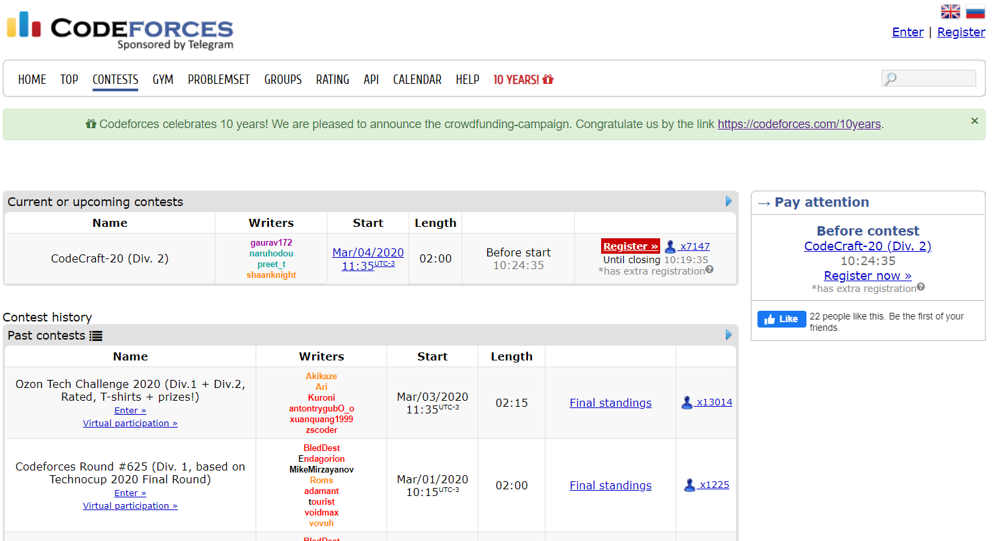 CODEFORCES
Sponsored by Telegram
Enter | Register
HOME TOP CONTESTS GYM PROBLEMSET GROUPS RATING API CALENDAR HELP 10 YEARS!
Codeforces celebrates 10 years! We are pleased to announce the crowdfunding-campaign. Congratulate us by the link https://codeforces.com/10years. ×
Current or upcoming contests
Name Writers Start Length
CodeCraft-20 (Div. 2)
gaurav172
naruhodou
preet_t
shaanknight
Mar/04/2020
11:35 UTC-3
02:00
Before start
10:24:35
Register » x7147
Until closing 10:19:35
*has extra registration?
→ Pay attention
Before contest
CodeCraft-20 (Div. 2)
10:24:35
Register now »
*has extra registration?
Like
22 people like this. Be the first of your
friends.
Contest history
Past contests
Name Writers Start Length
Ozon Tech Challenge 2020 (Div.1 + Div.2,
Rated, T-shirts + prizes!)
Enter »
Virtual participation »
Akikaze
Ari
Kuroni
antontrygubO_o
xuanquang1999
zscoder
Mar/03/2020
11:35 UTC-3
02:15
Final standings
x13014
Codeforces Round #625 (Div. 1, based on
Technocup 2020 Final Round)
Enter »
Virtual participation »
BledDest
Endagorion
MikeMirzayanov
Roms
adamant
tourist
voidmax
vovuh
Mar/01/2020
10:15 UTC-3
02:00
Final standings
x1225
BledDest